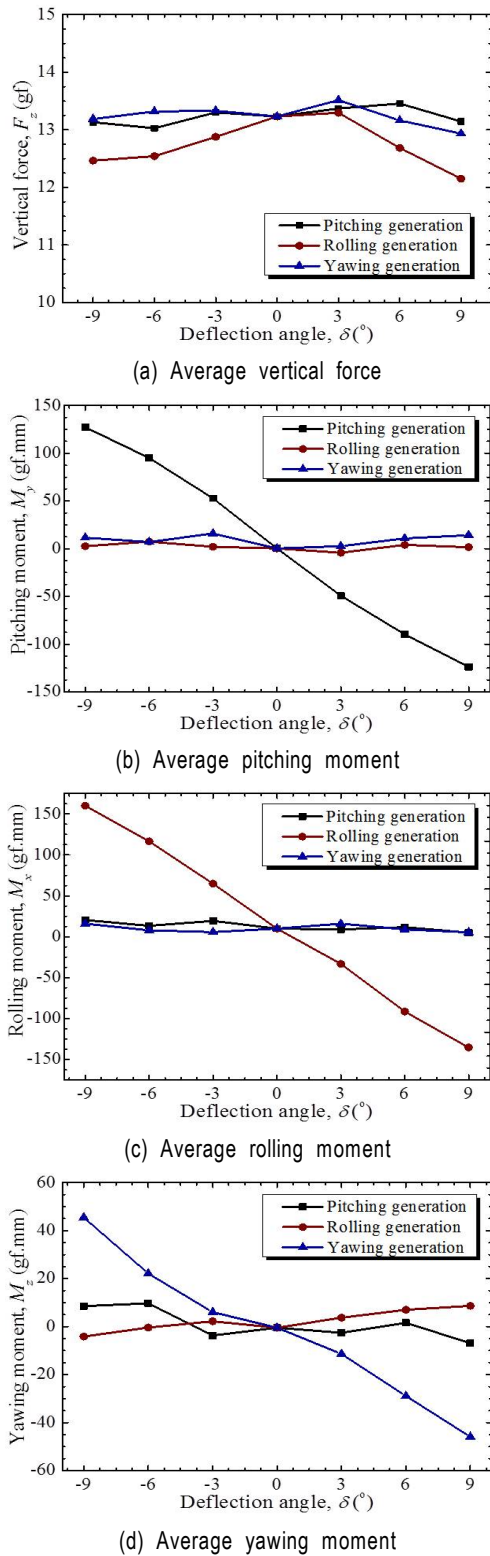 15
14
13
12
11
10
Vertical force, F_z (gf)
Pitching generation
Rolling generation
Yawing generation
-9 -6 -3 0 3 6 9
Deflection angle, δ(°)
(a) Average vertical force
150
100
50
0
-50
-100
-150
Pitching moment, M_y (gf.mm)
Pitching generation
Rolling generation
Yawing generation
-9 -6 -3 0 3 6 9
Deflection angle, δ(°)
(b) Average pitching moment
150
100
50
0
-50
-100
-150
Rolling moment, M_x (gf.mm)
Pitching generation
Rolling generation
Yawing generation
-9 -6 -3 0 3 6 9
Deflection angle, δ(°)
(c) Average rolling moment
60
40
20
0
-20
-40
-60
Yawing moment, M_z (gf.mm)
Pitching generation
Rolling generation
Yawing generation
-9 -6 -3 0 3 6 9
Deflection angle, δ(°)
(d) Average yawing moment